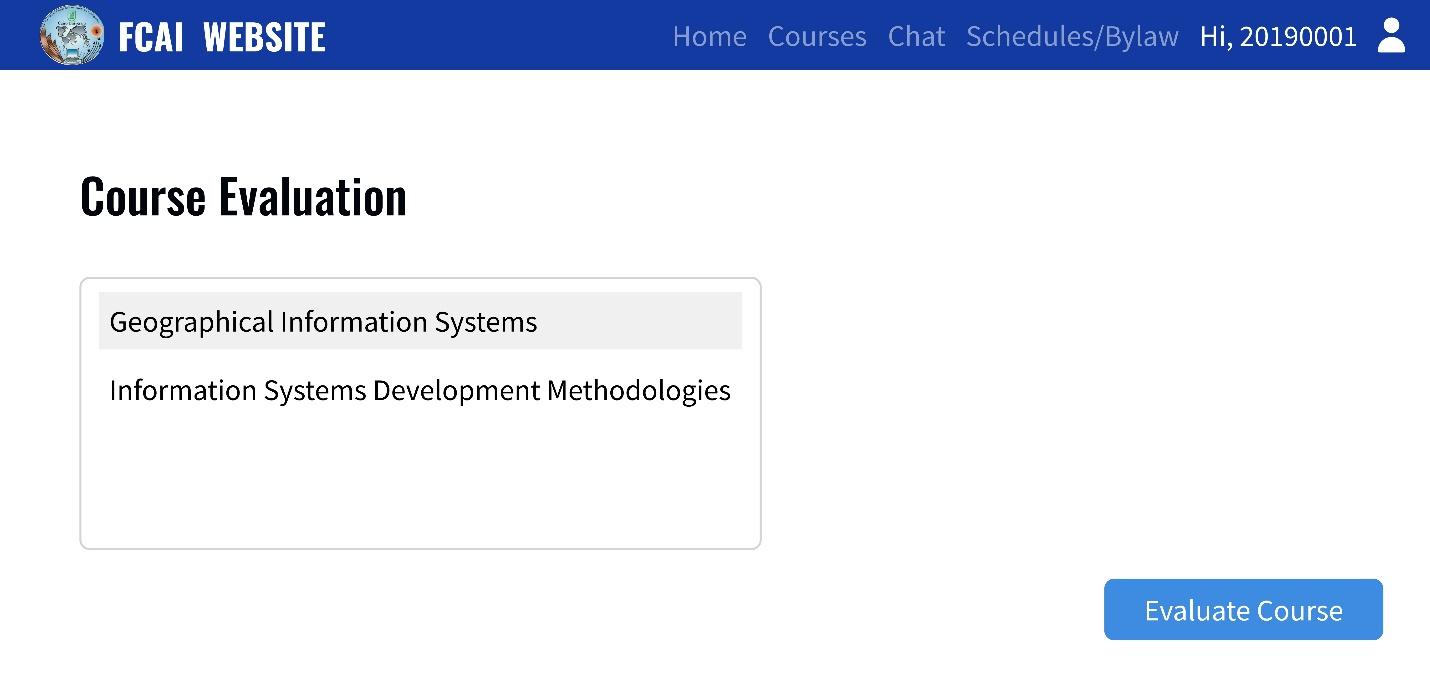 FCAI WEBSITE
Home Courses Chat Schedules/Bylaw Hi, 20190001
Course Evaluation
Geographical Information Systems
Information Systems Development Methodologies
Evaluate Course